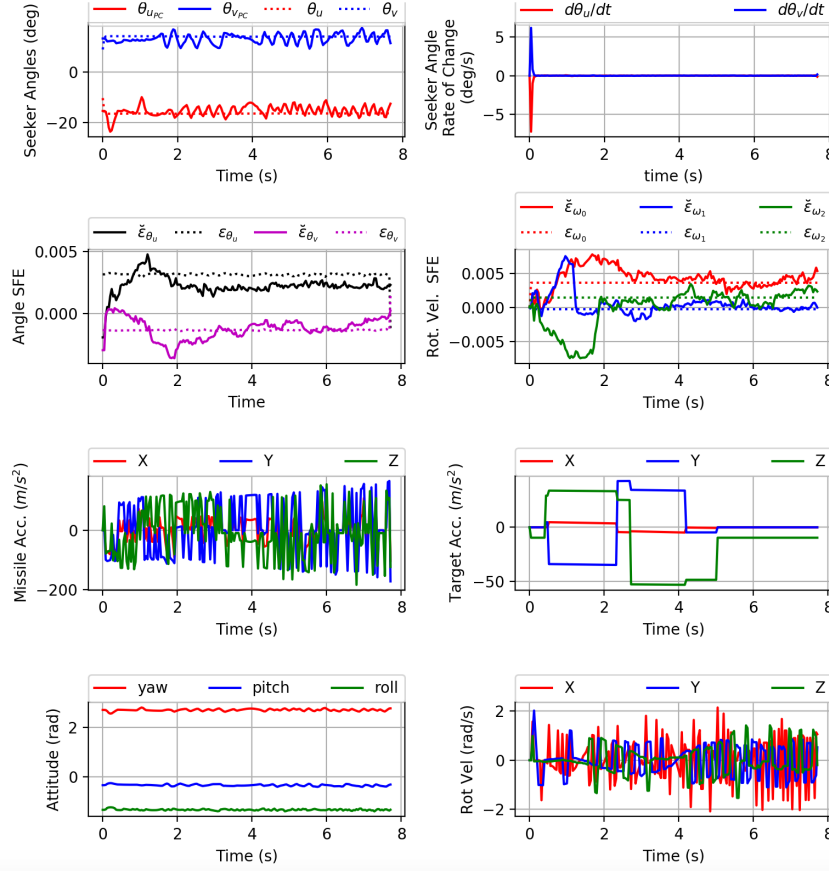 θ_{u_{PC}} θ_{v_{PC}} θ_u θ_v
Seeker Angles (deg)
0
−20
0 2 4 6 8
Time (s)
dθ_u/dt dθ_v/dt
Seeker Angle
Rate of Change
(deg/s)
5
0
−5
0 2 4 6 8
time (s)
ε̆_{θ_u} ε_{θ_u} ε̆_{θ_v} ε_{θ_v}
Angle SFE
0.005
0.000
0 2 4 6 8
Time
ε̆_{ω_0} ε̆_{ω_1} ε̆_{ω_2}
ε_{ω_0} ε_{ω_1} ε_{ω_2}
Rot. Vel. SFE
0.005
0.000
−0.005
0 2 4 6 8
Time (s)
X Y Z
Missile Acc. (m/s²)
0
−200
0 2 4 6 8
Time (s)
X Y Z
Target Acc. (m/s²)
0
−50
0 2 4 6 8
Time (s)
yaw pitch roll
Attitude (rad)
2
0
0 2 4 6 8
Time (s)
X Y Z
Rot Vel (rad/s)
2
0
−2
0 2 4 6 8
Time (s)